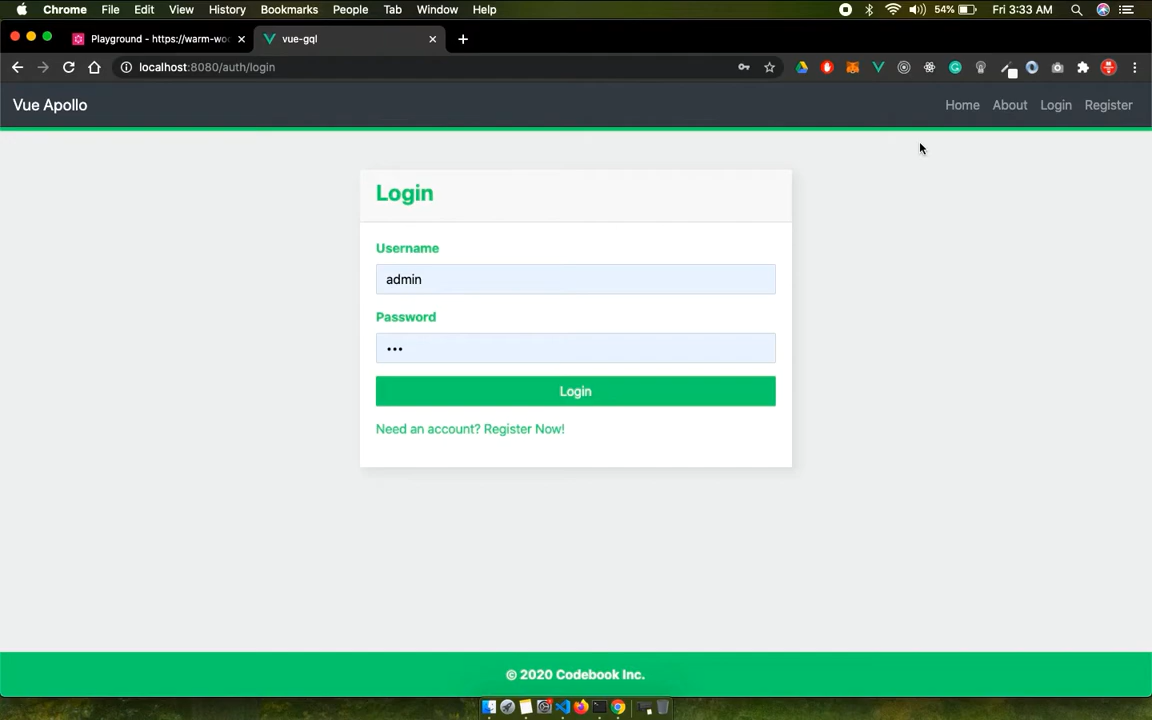 Chrome File Edit View History Bookmarks People Tab Window Help 54% Fri 3:33 AM
Playground - https://warm-wo
vue-gql
localhost:8080/auth/login
Vue Apollo
Home About Login Register
Login
Username
admin
Password
•••
Login
Need an account? Register Now!
© 2020 Codebook Inc.